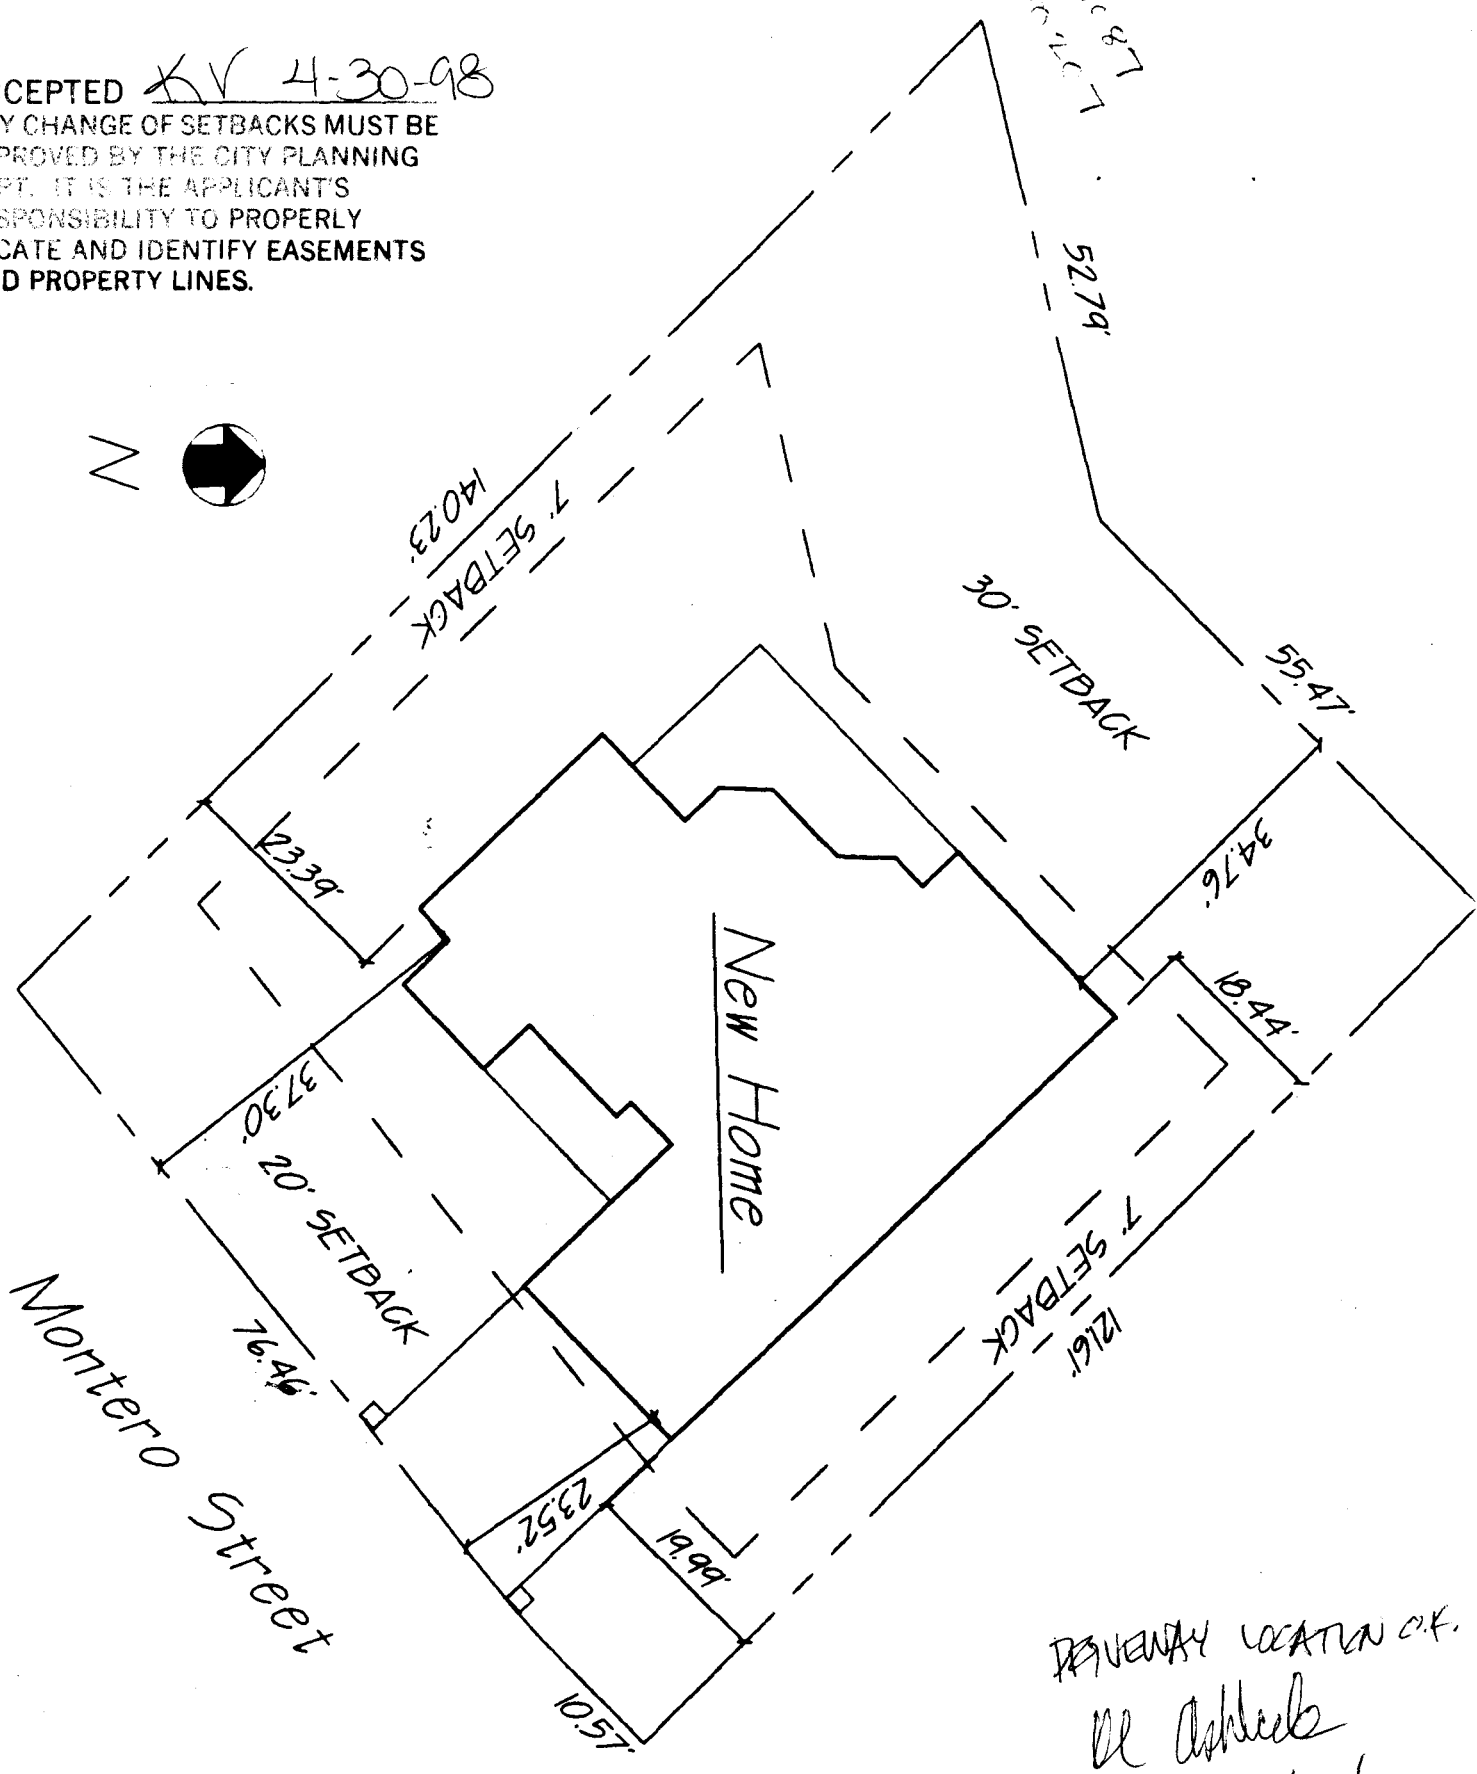 CEPTED KV 4-30-98
Y CHANGE OF SETBACKS MUST BE
PROVED BY THE CITY PLANNING
PT. IT IS THE APPLICANT'S
SPONSIBILITY TO PROPERLY
CATE AND IDENTIFY EASEMENTS
D PROPERTY LINES.
N
52.79'
140.23'
7' SETBACK
30' SETBACK
55.47'
34.76'
23.39'
18.44'
New Home
37.30'
20' SETBACK
7' SETBACK
121.61'
76.46'
Montero Street
23.52'
19.99'
10.57'
DRIVEWAY LOCATION O.K.